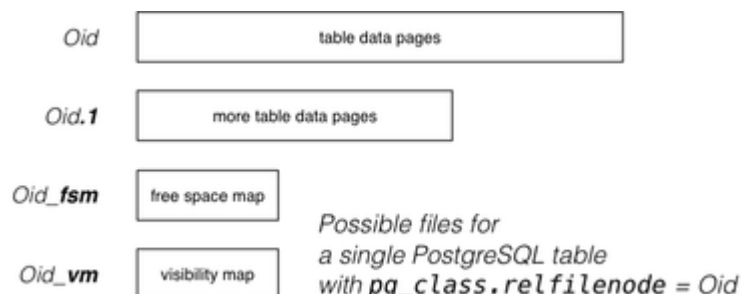 Oid table data pages
Oid.1 more table data pages
Oid_fsm free space map
Oid_vm visibility map
Possible files for
a single PostgreSQL table
with pg_class.relfilenode = Oid